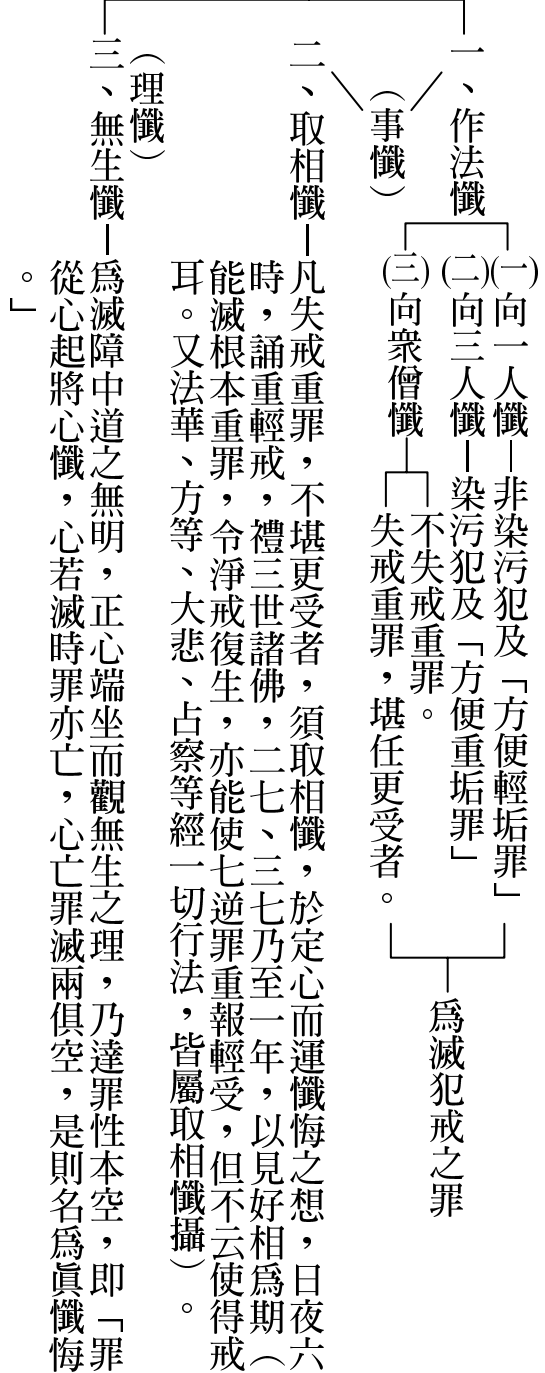 一、作法懺
(一)向一人懺
非染污犯及「方便輕垢罪」
(二)向三人懺
染污犯及「方便重垢罪」
(三)向衆僧懺
不失戒重罪。
失戒重罪，堪任更受者。
爲滅犯戒之罪
（事懺）
二、取相懺
凡失戒重罪，不堪更受者，須取相懺，於定心而運懺悔之想，日夜六
時，誦重輕戒，禮三世諸佛，二七、三七乃至一年，以見好相爲期（
能滅根本重罪，令淨戒復生，亦能使七逆罪重報輕受，但不云使得戒
耳。又法華、方等、大悲、占察等經一切行法，皆屬取相懺攝）。
（理懺）
三、無生懺
爲滅障中道之無明，正心端坐而觀無生之理，乃達罪性本空，即「罪
從心起將心懺，心若滅時罪亦亡，心亡罪滅兩俱空，是則名爲眞懺悔
。」